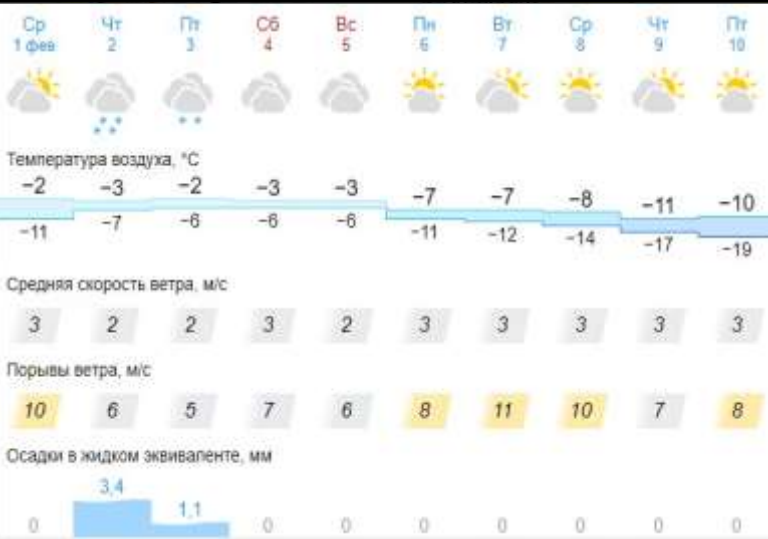 Ср Чт Пт Сб Вс Пн Вт Ср Чт Пт
1 фев 2 3 4 5 6 7 8 9 10
Температура воздуха, °C
−2 −3 −2 −3 −3 −7 −7 −8 −11 −10
−11 −7 −6 −6 −6 −11 −12 −14 −17 −19
Средняя скорость ветра, м/с
3 2 2 3 2 3 3 3 3 3
Порывы ветра, м/с
10 6 5 7 6 8 11 10 7 8
Осадки в жидком эквиваленте, мм
0 3,4 1,1 0 0 0 0 0 0 0